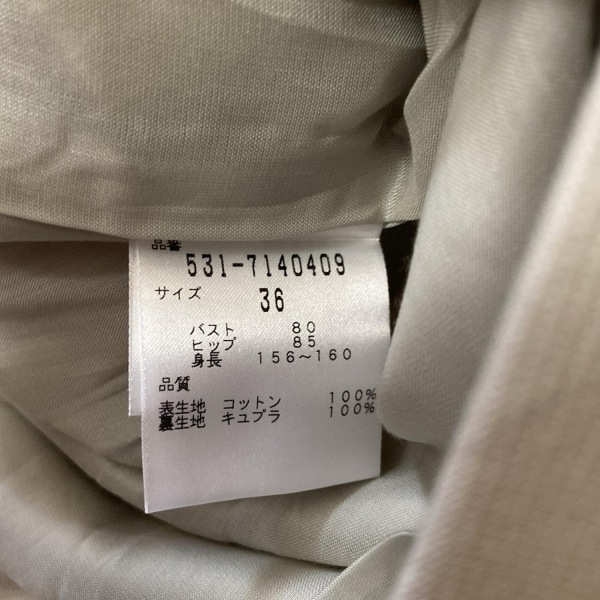 品番
531-7140409
サイズ 36
バスト 80
ヒップ 85
身長 156~160
品質
表生地 コットン 100%
裏生地 キュプラ 100%